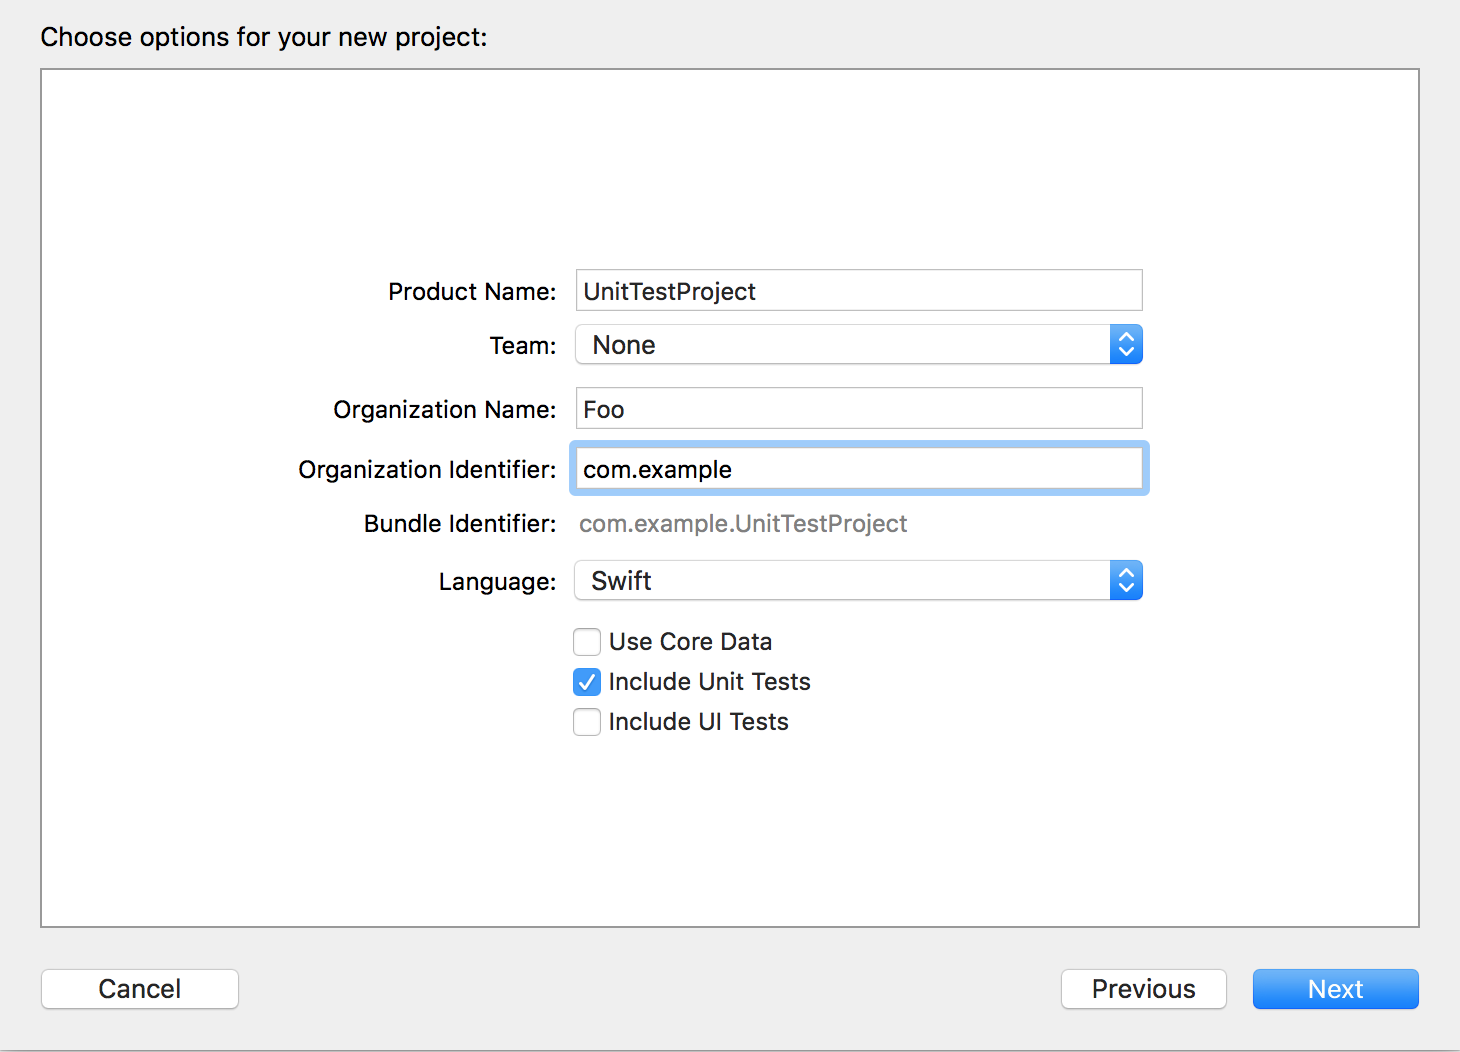 Choose options for your new project:
Product Name: UnitTestProject
Team: None
Organization Name: Foo
Organization Identifier: com.example
Bundle Identifier: com.example.UnitTestProject
Language: Swift
Use Core Data
Include Unit Tests
Include UI Tests
Cancel Previous Next